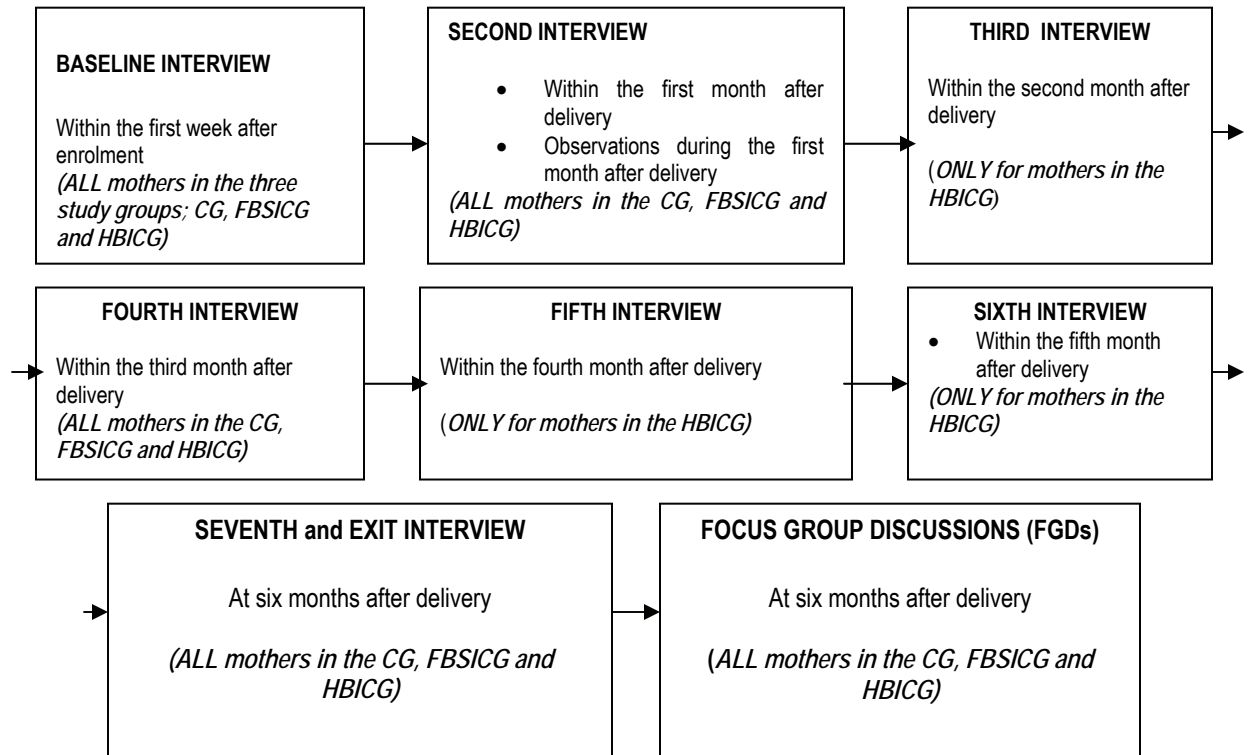 BASELINE INTERVIEW
Within the first week after
enrolment
(ALL mothers in the three
study groups; CG, FBSICG
and HBICG)
SECOND INTERVIEW
• Within the first month after
delivery
• Observations during the first
month after delivery
(ALL mothers in the CG, FBSICG and
HBICG)
THIRD INTERVIEW
Within the second month after
delivery
(ONLY for mothers in the
HBICG)
FOURTH INTERVIEW
Within the third month after
delivery
(ALL mothers in the CG,
FBSICG and HBICG)
FIFTH INTERVIEW
Within the fourth month after delivery
(ONLY for mothers in the HBICG)
SIXTH INTERVIEW
• Within the fifth month
after delivery
(ONLY for mothers in the
HBICG)
SEVENTH and EXIT INTERVIEW
At six months after delivery
(ALL mothers in the CG, FBSICG and
HBICG)
FOCUS GROUP DISCUSSIONS (FGDs)
At six months after delivery
(ALL mothers in the CG, FBSICG and
HBICG)